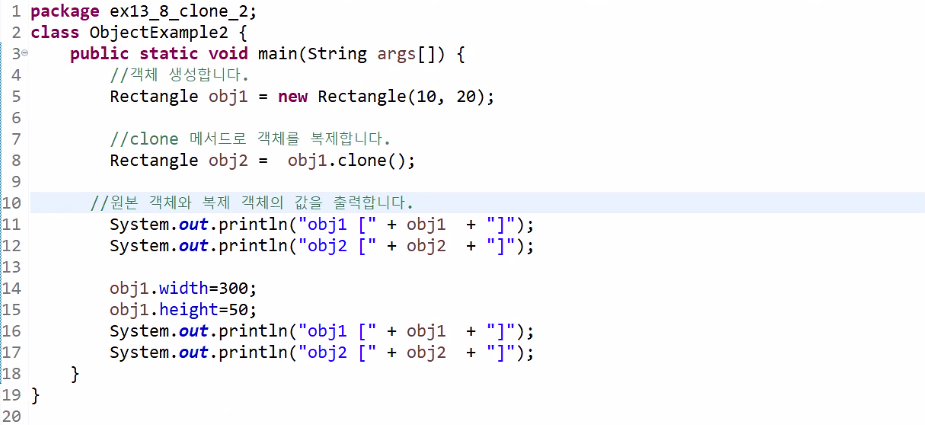 1 package ex13_8_clone_2;
2 class ObjectExample2 {
3 public static void main(String args[]) {
4 //객체 생성합니다.
5 Rectangle obj1 = new Rectangle(10, 20);
6
7 //clone 메서드로 객체를 복제합니다.
8 Rectangle obj2 =  obj1.clone();
9
10 //원본 객체와 복제 객체의 값을 출력합니다.
11 System.out.println("obj1 [" + obj1  + "]");
12 System.out.println("obj2 [" + obj2  + "]");
13
14 obj1.width=300;
15 obj1.height=50;
16 System.out.println("obj1 [" + obj1  + "]");
17 System.out.println("obj2 [" + obj2  + "]");
18 }
19 }
20